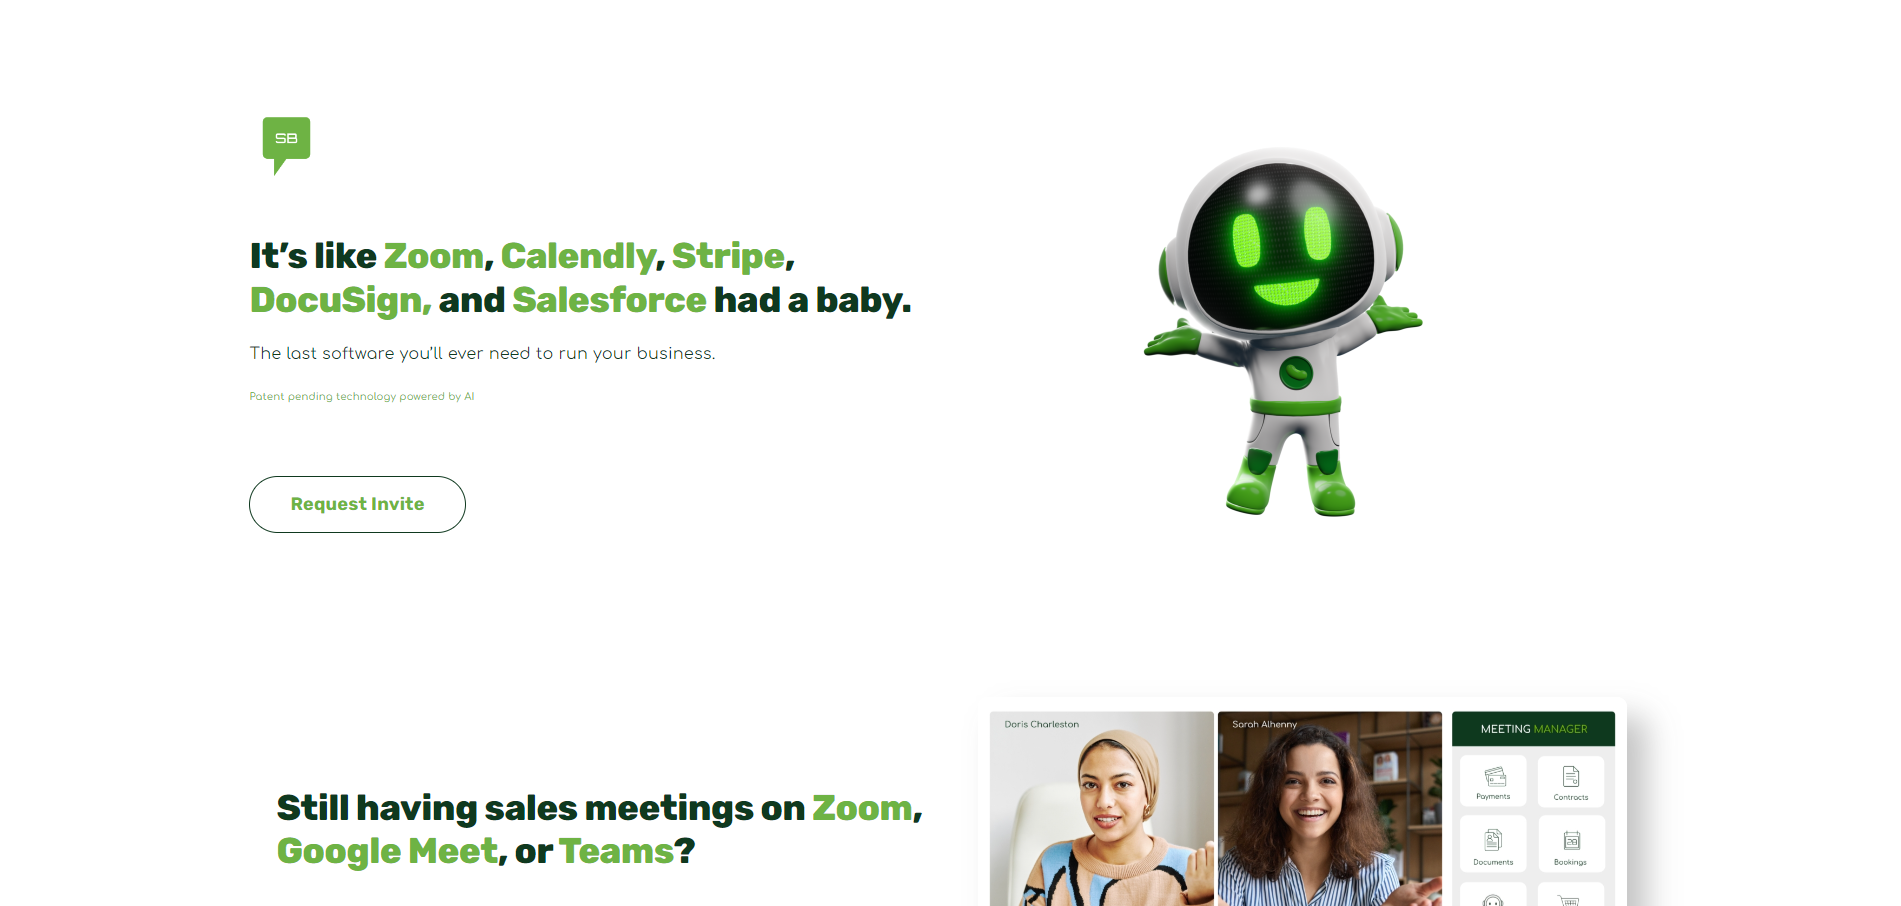 SB
It's like Zoom, Calendly, Stripe,
DocuSign, and Salesforce had a baby.
The last software you'll ever need to run your business.
Patent pending technology powered by AI
Request Invite
Still having sales meetings on Zoom,
Google Meet, or Teams?
Doris Charleston
Sarah Alhenny
MEETING MANAGER
Payments
Contracts
Documents
28
Bookings